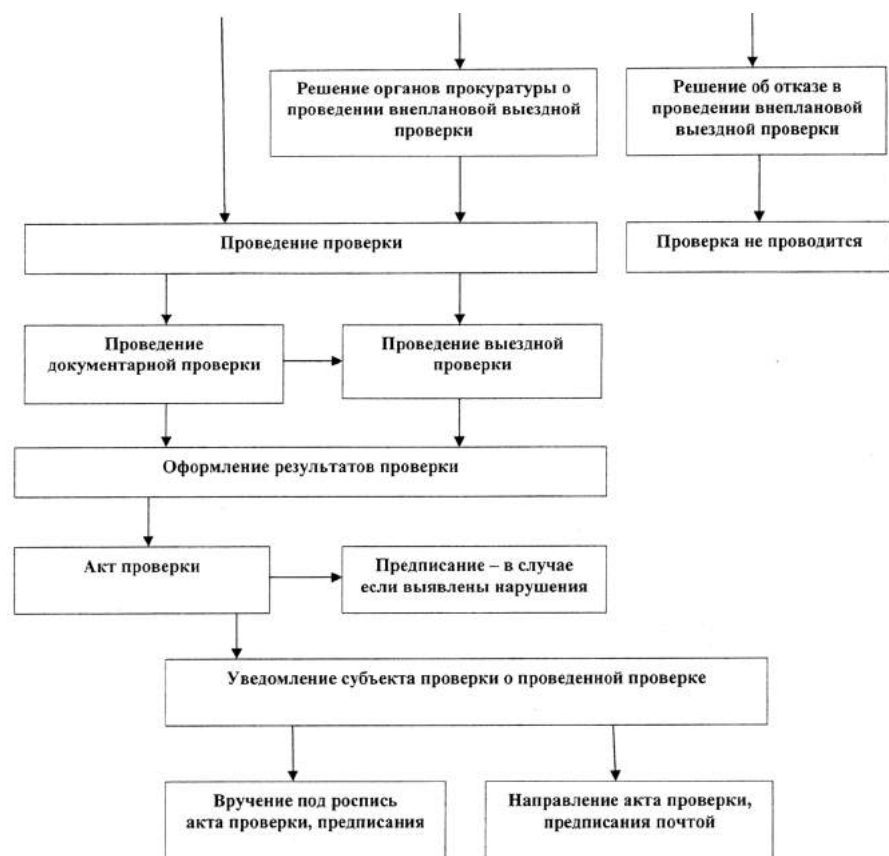 Решение органов прокуратуры о
проведении внеплановой выездной
проверки
Решение об отказе в
проведении внеплановой
выездной проверки
Проведение проверки
Проверка не проводится
Проведение
документарной проверки
Проведение выездной
проверки
Оформление результатов проверки
Акт проверки
Предписание – в случае
если выявлены нарушения
Уведомление субъекта проверки о проведенной проверке
Вручение под роспись
акта проверки, предписания
Направление акта проверки,
предписания почтой